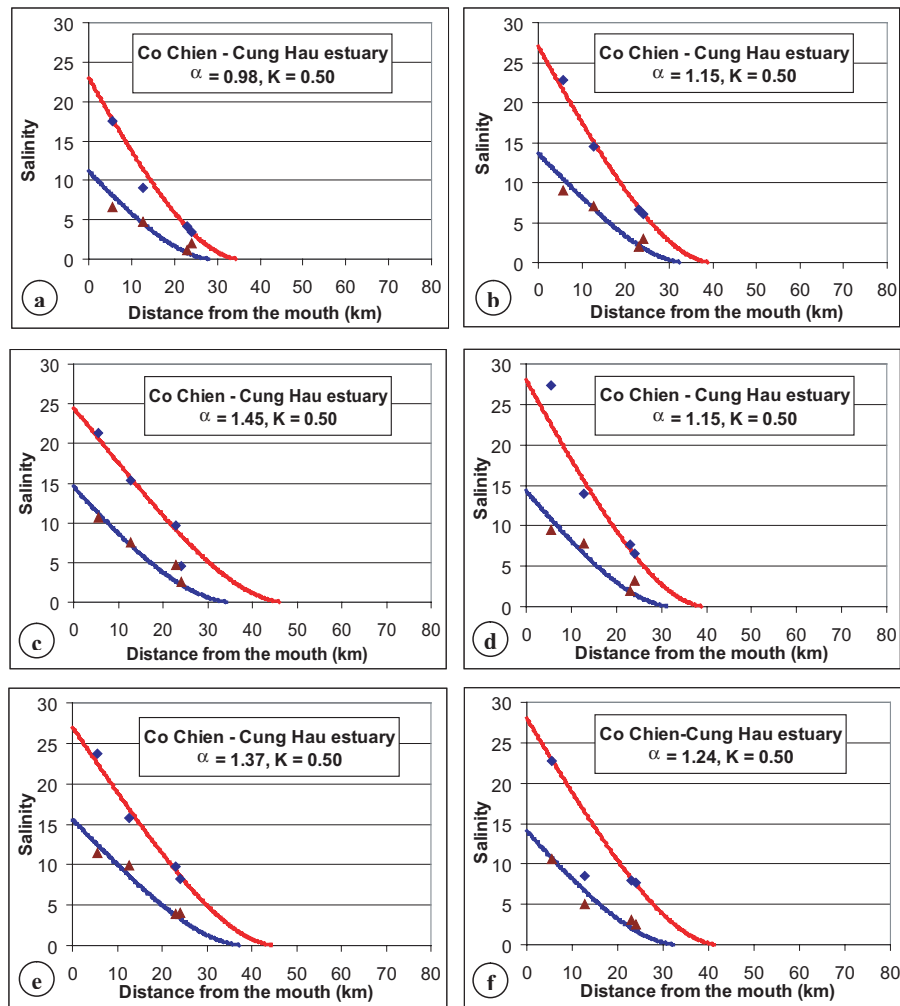 30
25
20
15
10
5
0
Salinity
Co Chien - Cung Hau estuary
α = 0.98, K = 0.50
0 10 20 30 40 50 60 70 80
Distance from the mouth (km)
a
30
25
20
15
10
5
0
Salinity
Co Chien - Cung Hau estuary
α = 1.15, K = 0.50
0 10 20 30 40 50 60 70 80
Distance from the mouth (km)
b
30
25
20
15
10
5
0
Salinity
Co Chien - Cung Hau estuary
α = 1.45, K = 0.50
0 10 20 30 40 50 60 70 80
Distance from the mouth (km)
c
30
25
20
15
10
5
0
Salinity
Co Chien - Cung Hau estuary
α = 1.15, K = 0.50
0 10 20 30 40 50 60 70 80
Distance from the mouth (km)
d
30
25
20
15
10
5
0
Salinity
Co Chien - Cung Hau estuary
α = 1.37, K = 0.50
0 10 20 30 40 50 60 70 80
Distance from the mouth (km)
e
30
25
20
15
10
5
0
Salinity
Co Chien-Cung Hau estuary
α = 1.24, K = 0.50
0 10 20 30 40 50 60 70 80
Distance from the mouth (km)
f